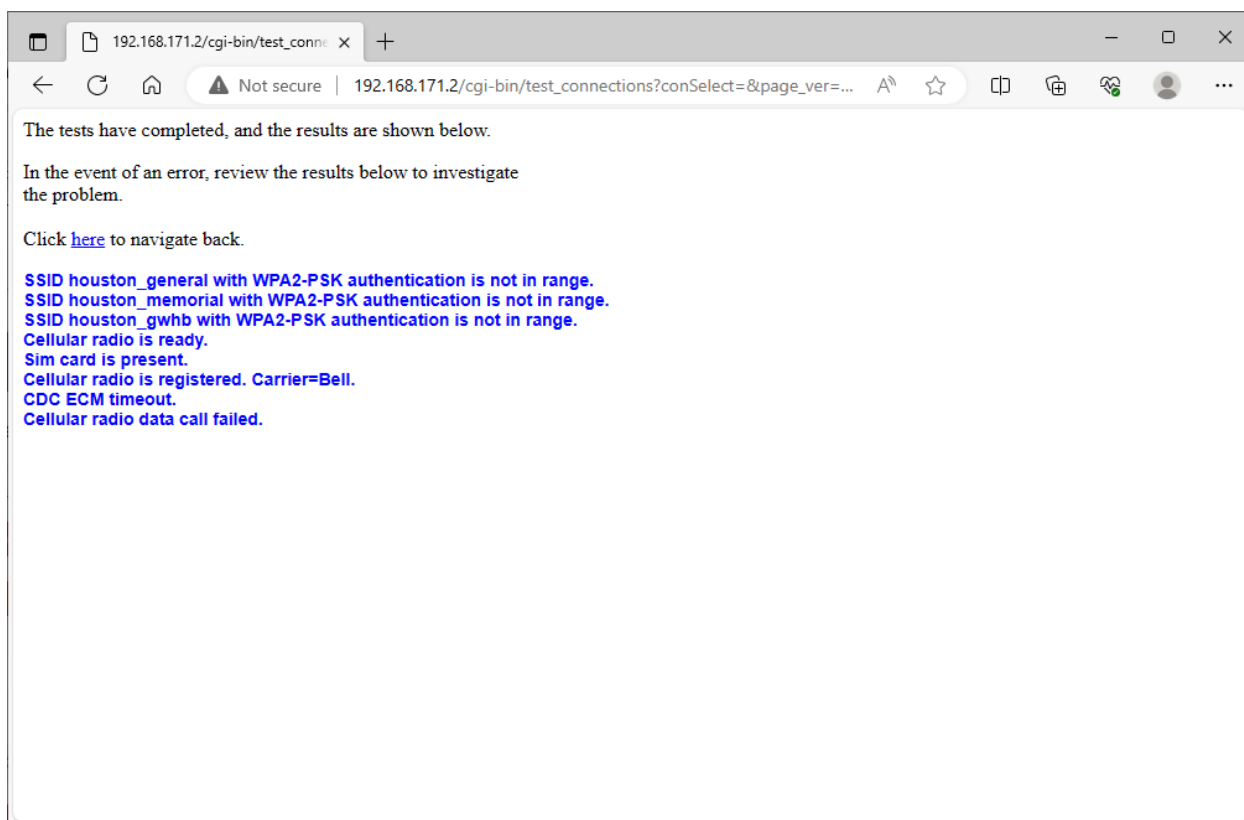 192.168.171.2/cgi-bin/test_conne
Not secure | 192.168.171.2/cgi-bin/test_connections?conSelect=&page_ver=...
The tests have completed, and the results are shown below.
In the event of an error, review the results below to investigate
the problem.
Click here to navigate back.
SSID houston_general with WPA2-PSK authentication is not in range.
SSID houston_memorial with WPA2-PSK authentication is not in range.
SSID houston_gwhb with WPA2-PSK authentication is not in range.
Cellular radio is ready.
Sim card is present.
Cellular radio is registered. Carrier=Bell.
CDC ECM timeout.
Cellular radio data call failed.